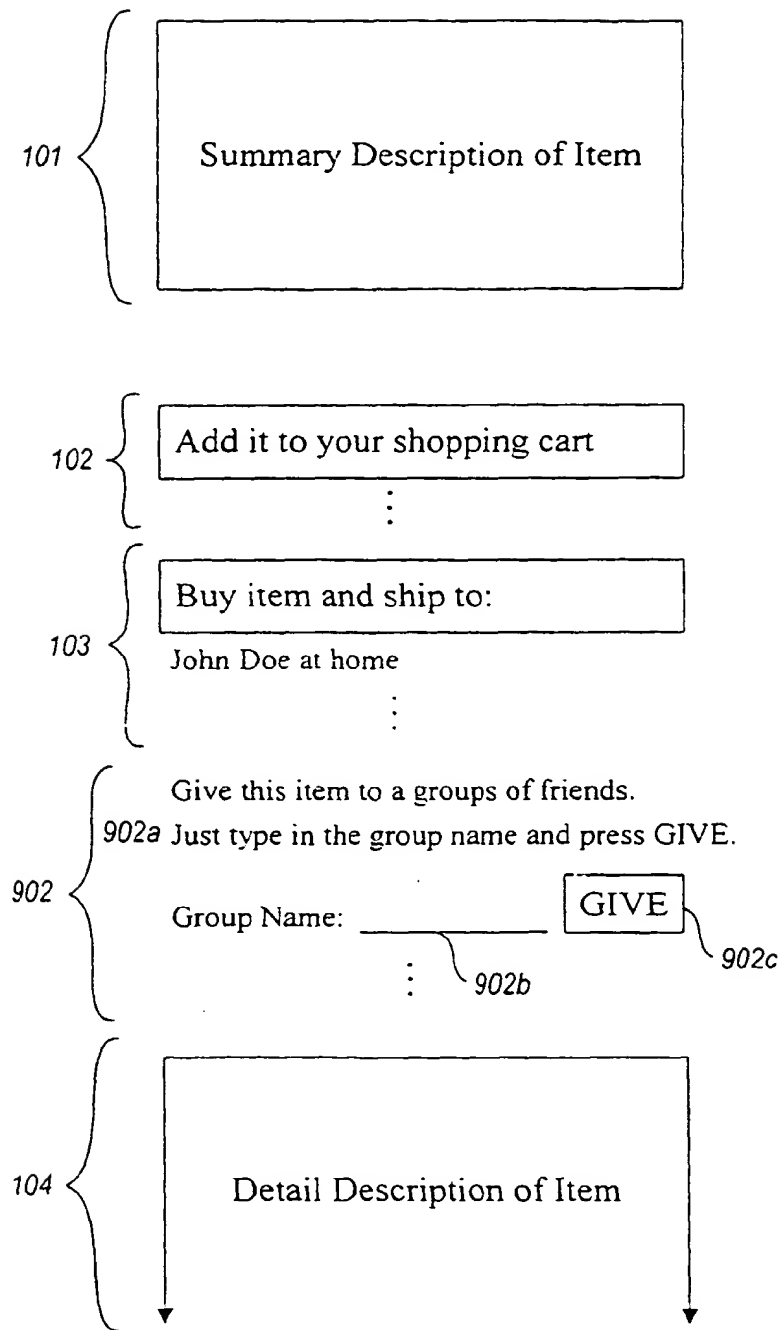 101
Summary Description of Item
102
Add it to your shopping cart
103
Buy item and ship to:
John Doe at home
902
Give this item to a groups of friends.
902a Just type in the group name and press GIVE.
Group Name: GIVE
902b
902c
104
Detail Description of Item